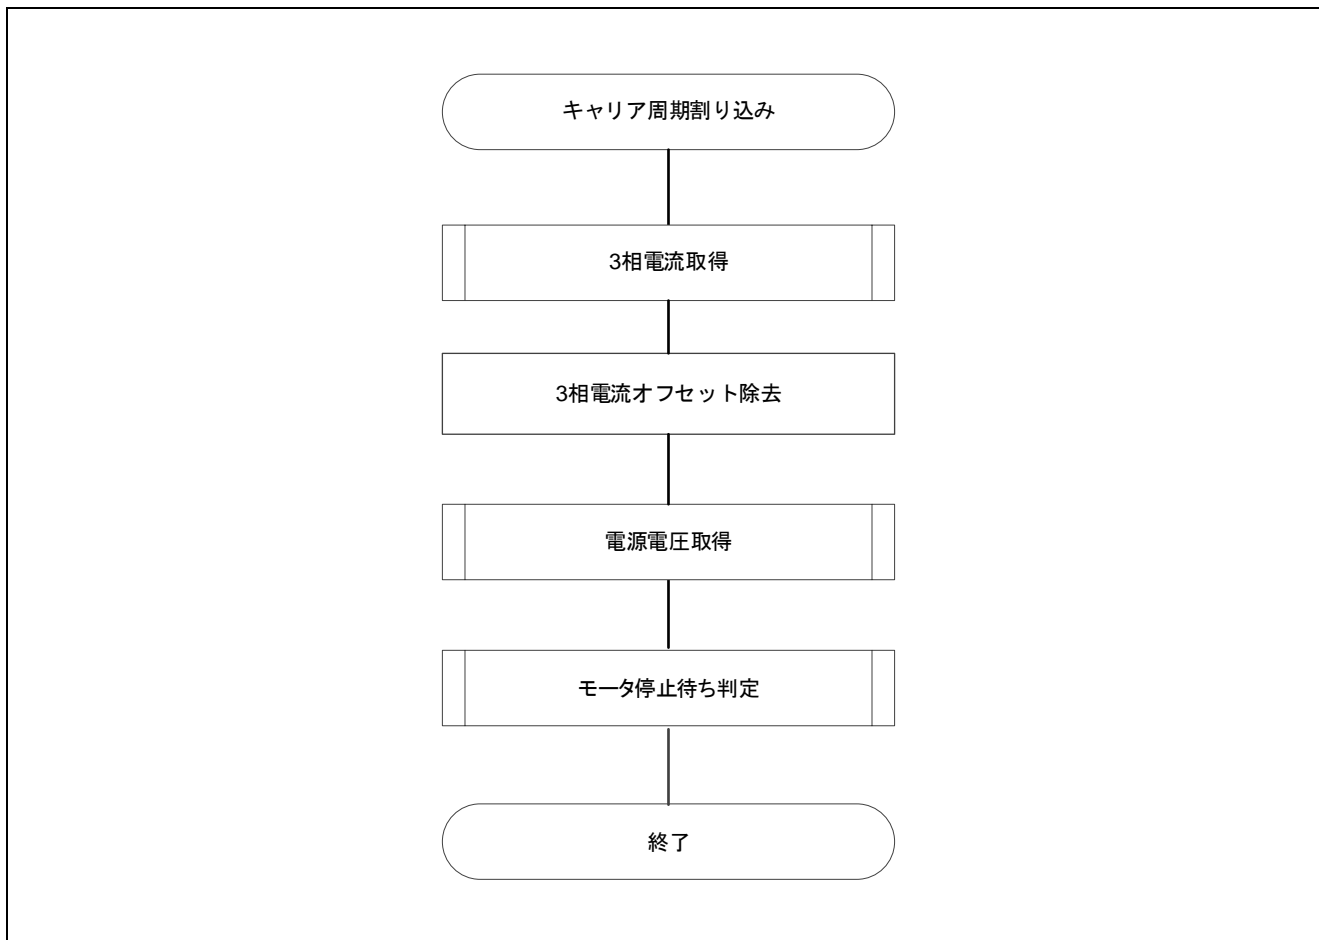 キャリア周期割り込み
3相電流取得
3相電流オフセット除去
電源電圧取得
モータ停止待ち判定
終了